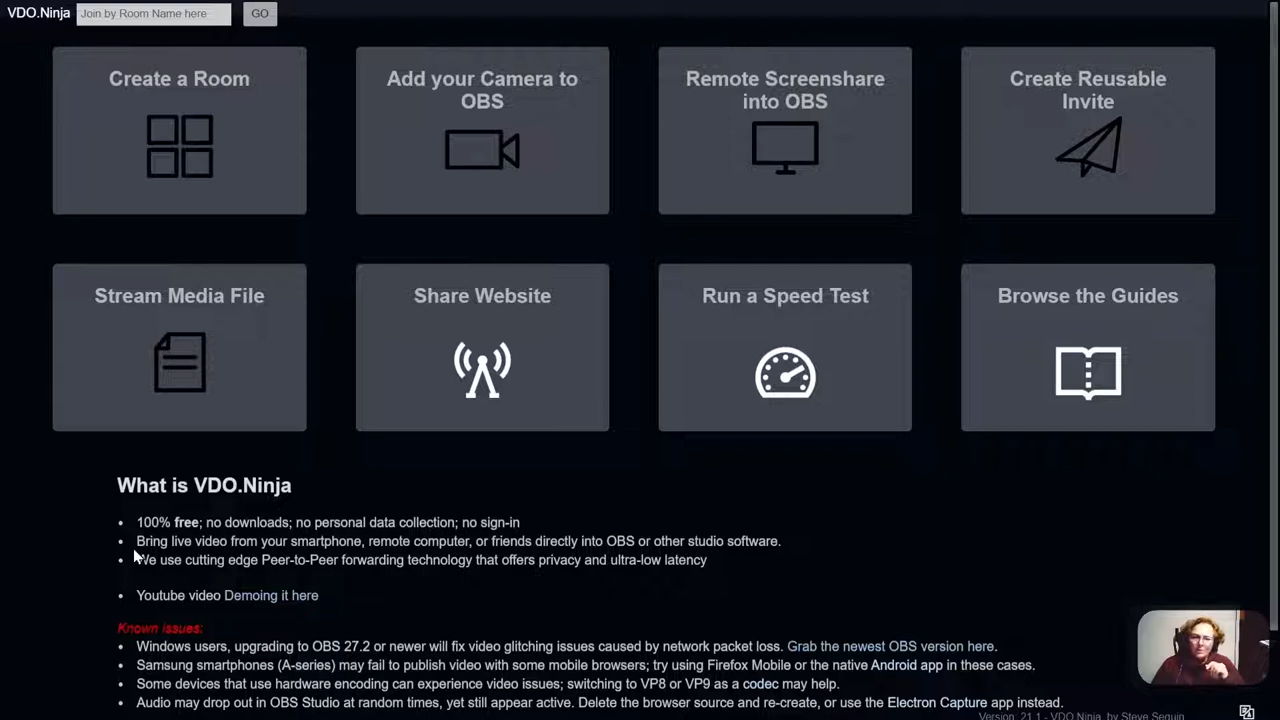 VDO.Ninja Join by Room Name here GO
Create a Room
Add your Camera to
OBS
Remote Screenshare
into OBS
Create Reusable
Invite
Stream Media File
Share Website
Run a Speed Test
Browse the Guides
What is VDO.Ninja
• 100% free; no downloads; no personal data collection; no sign-in
• Bring live video from your smartphone, remote computer, or friends directly into OBS or other studio software.
• We use cutting edge Peer-to-Peer forwarding technology that offers privacy and ultra-low latency
• Youtube video Demoing it here
Known issues:
• Windows users, upgrading to OBS 27.2 or newer will fix video glitching issues caused by network packet loss. Grab the newest OBS version here.
• Samsung smartphones (A-series) may fail to publish video with some mobile browsers; try using Firefox Mobile or the native Android app in these cases.
• Some devices that use hardware encoding can experience video issues; switching to VP8 or VP9 as a codec may help.
• Audio may drop out in OBS Studio at random times, yet still appear active. Delete the browser source and re-create, or use the Electron Capture app instead.
Version: 21.1 - VDO.Ninja, by Steve Seguin